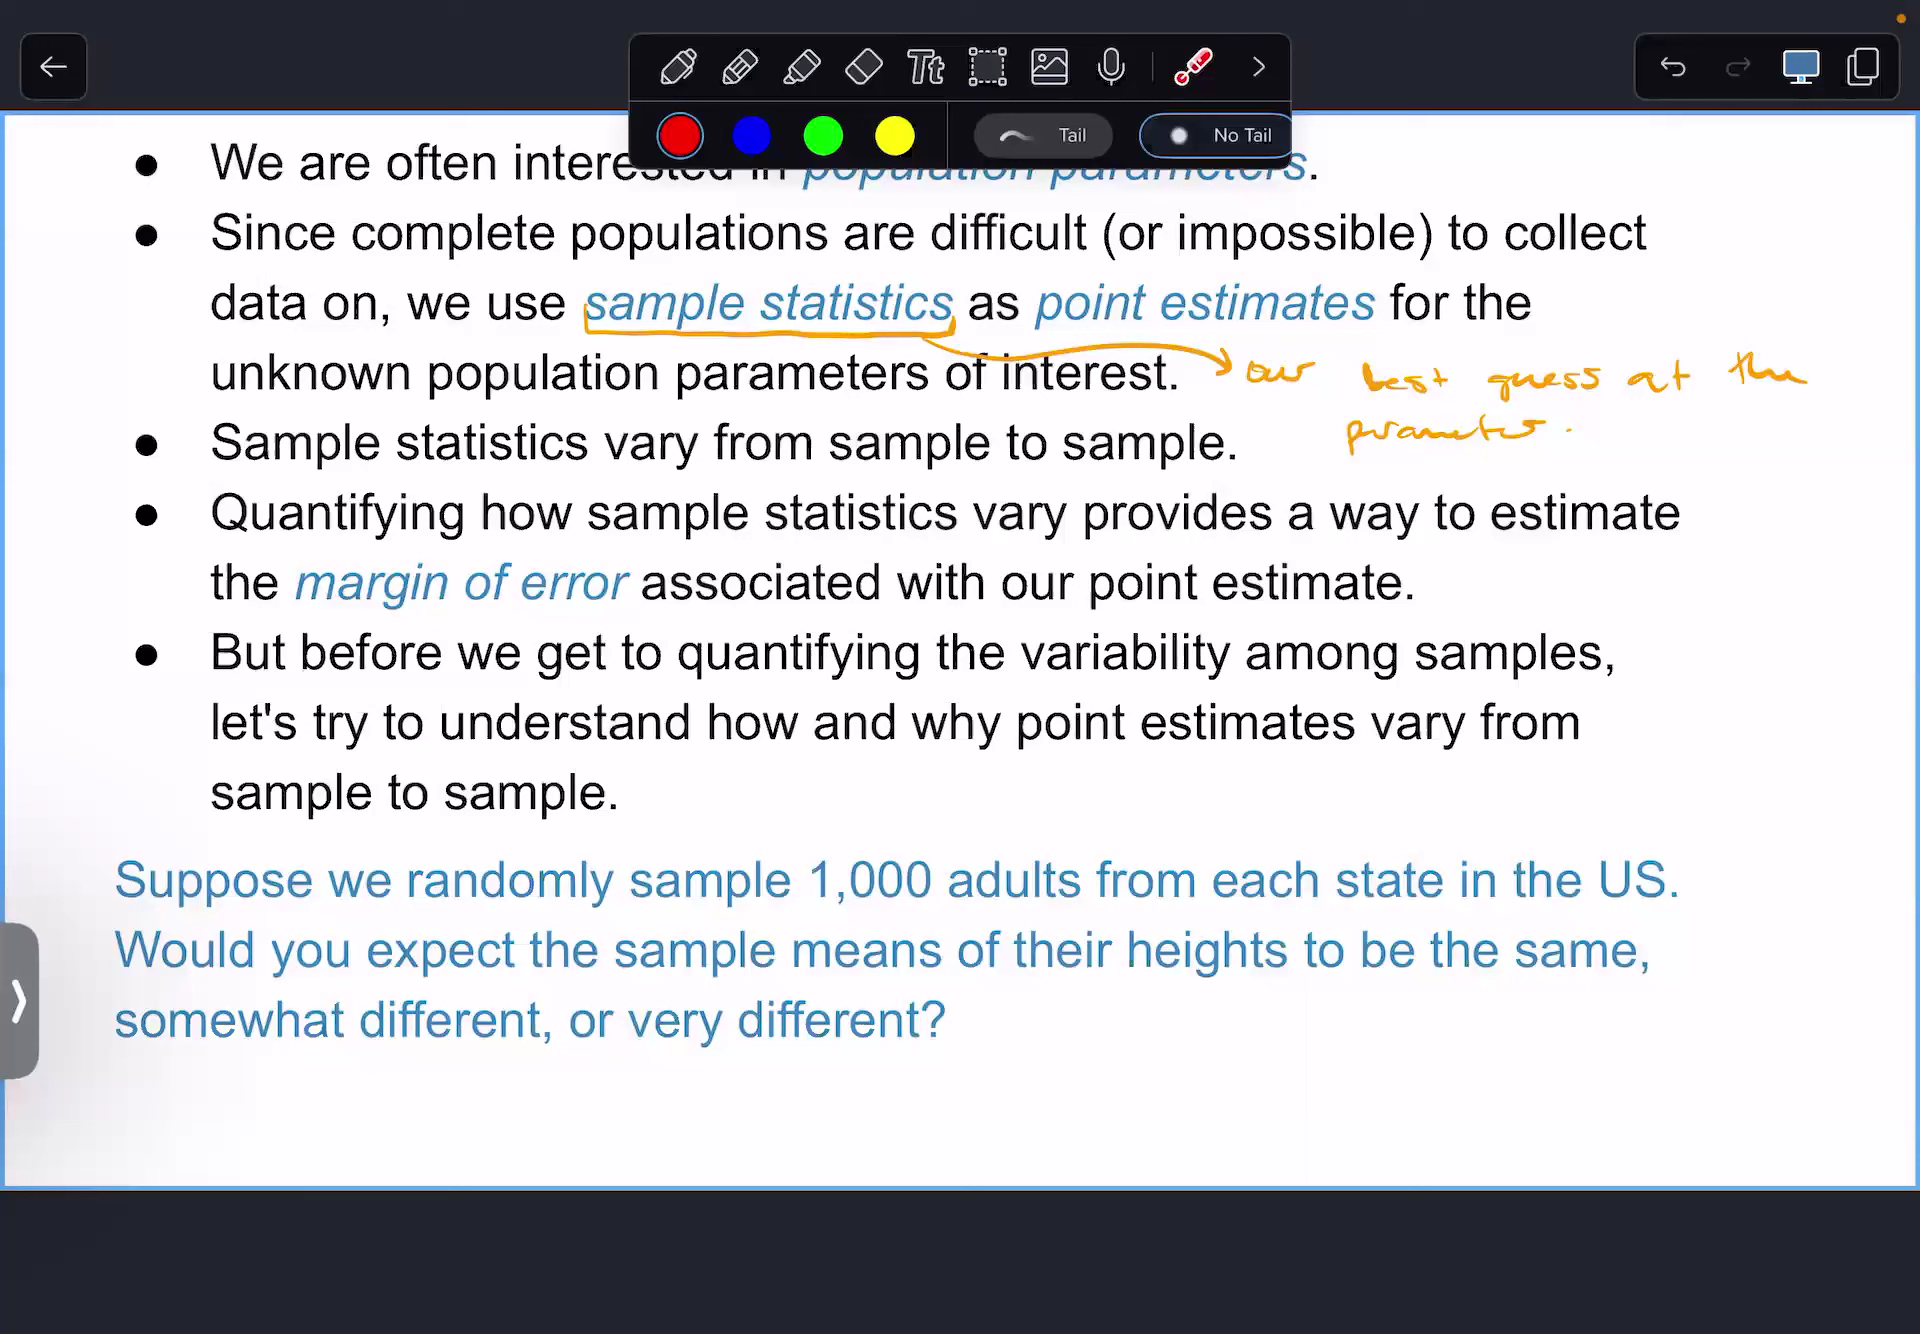 Tt
Tail
No Tail
● We are often interested in population parameters.
● Since complete populations are difficult (or impossible) to collect
data on, we use sample statistics as point estimates for the
unknown population parameters of interest.
our best guess at the
parameter.
● Sample statistics vary from sample to sample.
● Quantifying how sample statistics vary provides a way to estimate
the margin of error associated with our point estimate.
● But before we get to quantifying the variability among samples,
let's try to understand how and why point estimates vary from
sample to sample.
Suppose we randomly sample 1,000 adults from each state in the US.
Would you expect the sample means of their heights to be the same,
somewhat different, or very different?